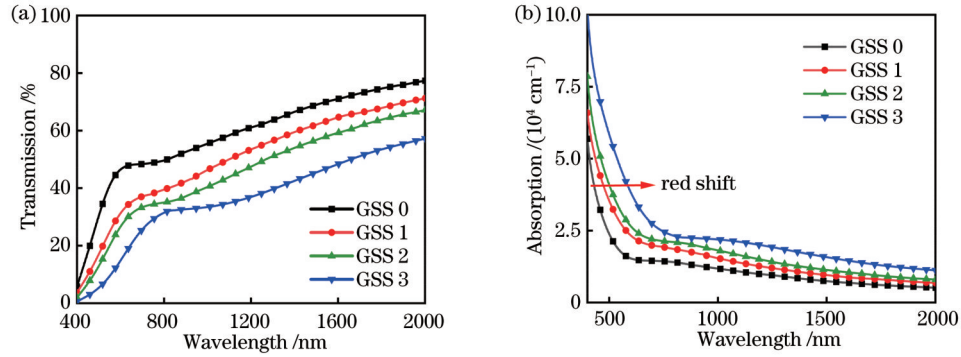 (a)
100
80
60
40
20
0
Transmission /%
GSS 0
GSS 1
GSS 2
GSS 3
400
800
1200
1600
2000
Wavelength /nm
(b)
10.0
7.5
5.0
2.5
0
Absorption /(10⁴ cm⁻¹)
GSS 0
GSS 1
GSS 2
GSS 3
red shift
500
1000
1500
2000
Wavelength /nm